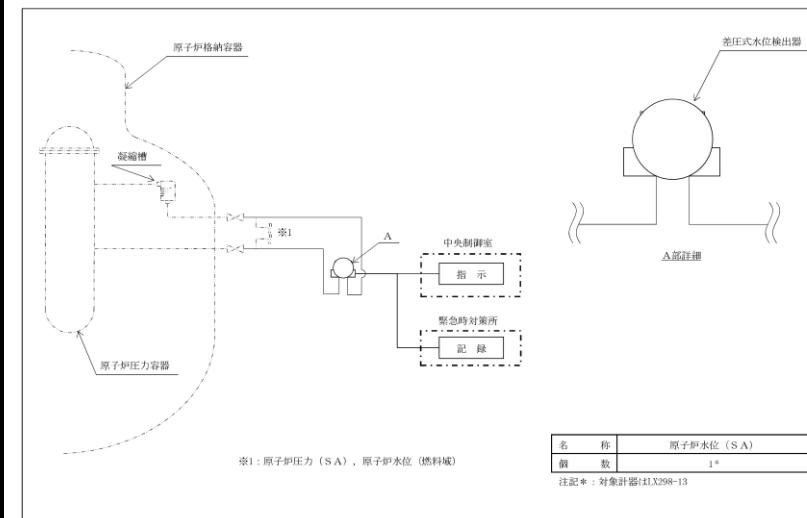 原子炉格納容器
差圧式水位検出器
凝縮槽
※1
A
中央制御室
指 示
A部詳細
緊急時対策所
記 録
原子炉圧力容器
※1:原子炉圧力(SA),原子炉水位(燃料域)
名 称 原子炉水位(SA)
個 数 1*
注記*:対象計器はLX298-13